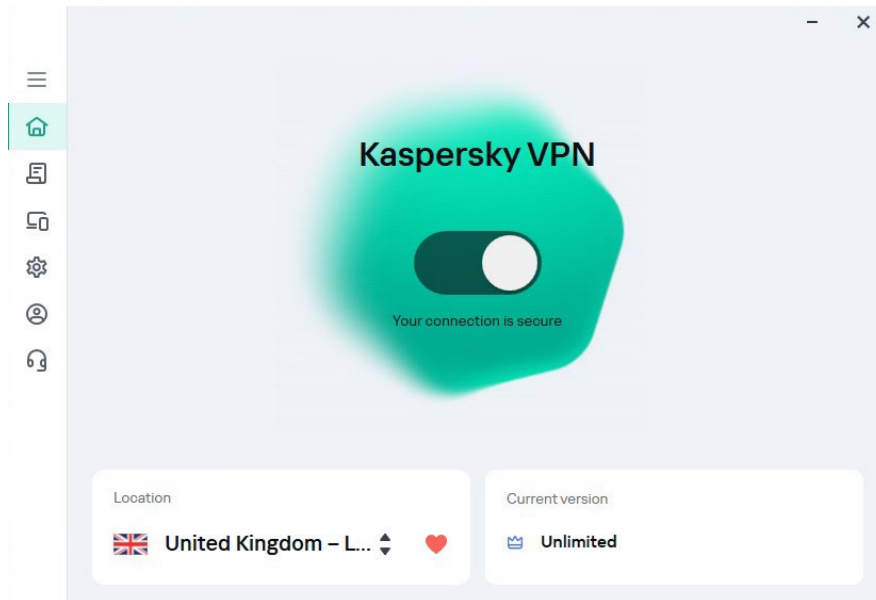 Kaspersky VPN
Your connection is secure
Location
United Kingdom – L...
Current version
Unlimited